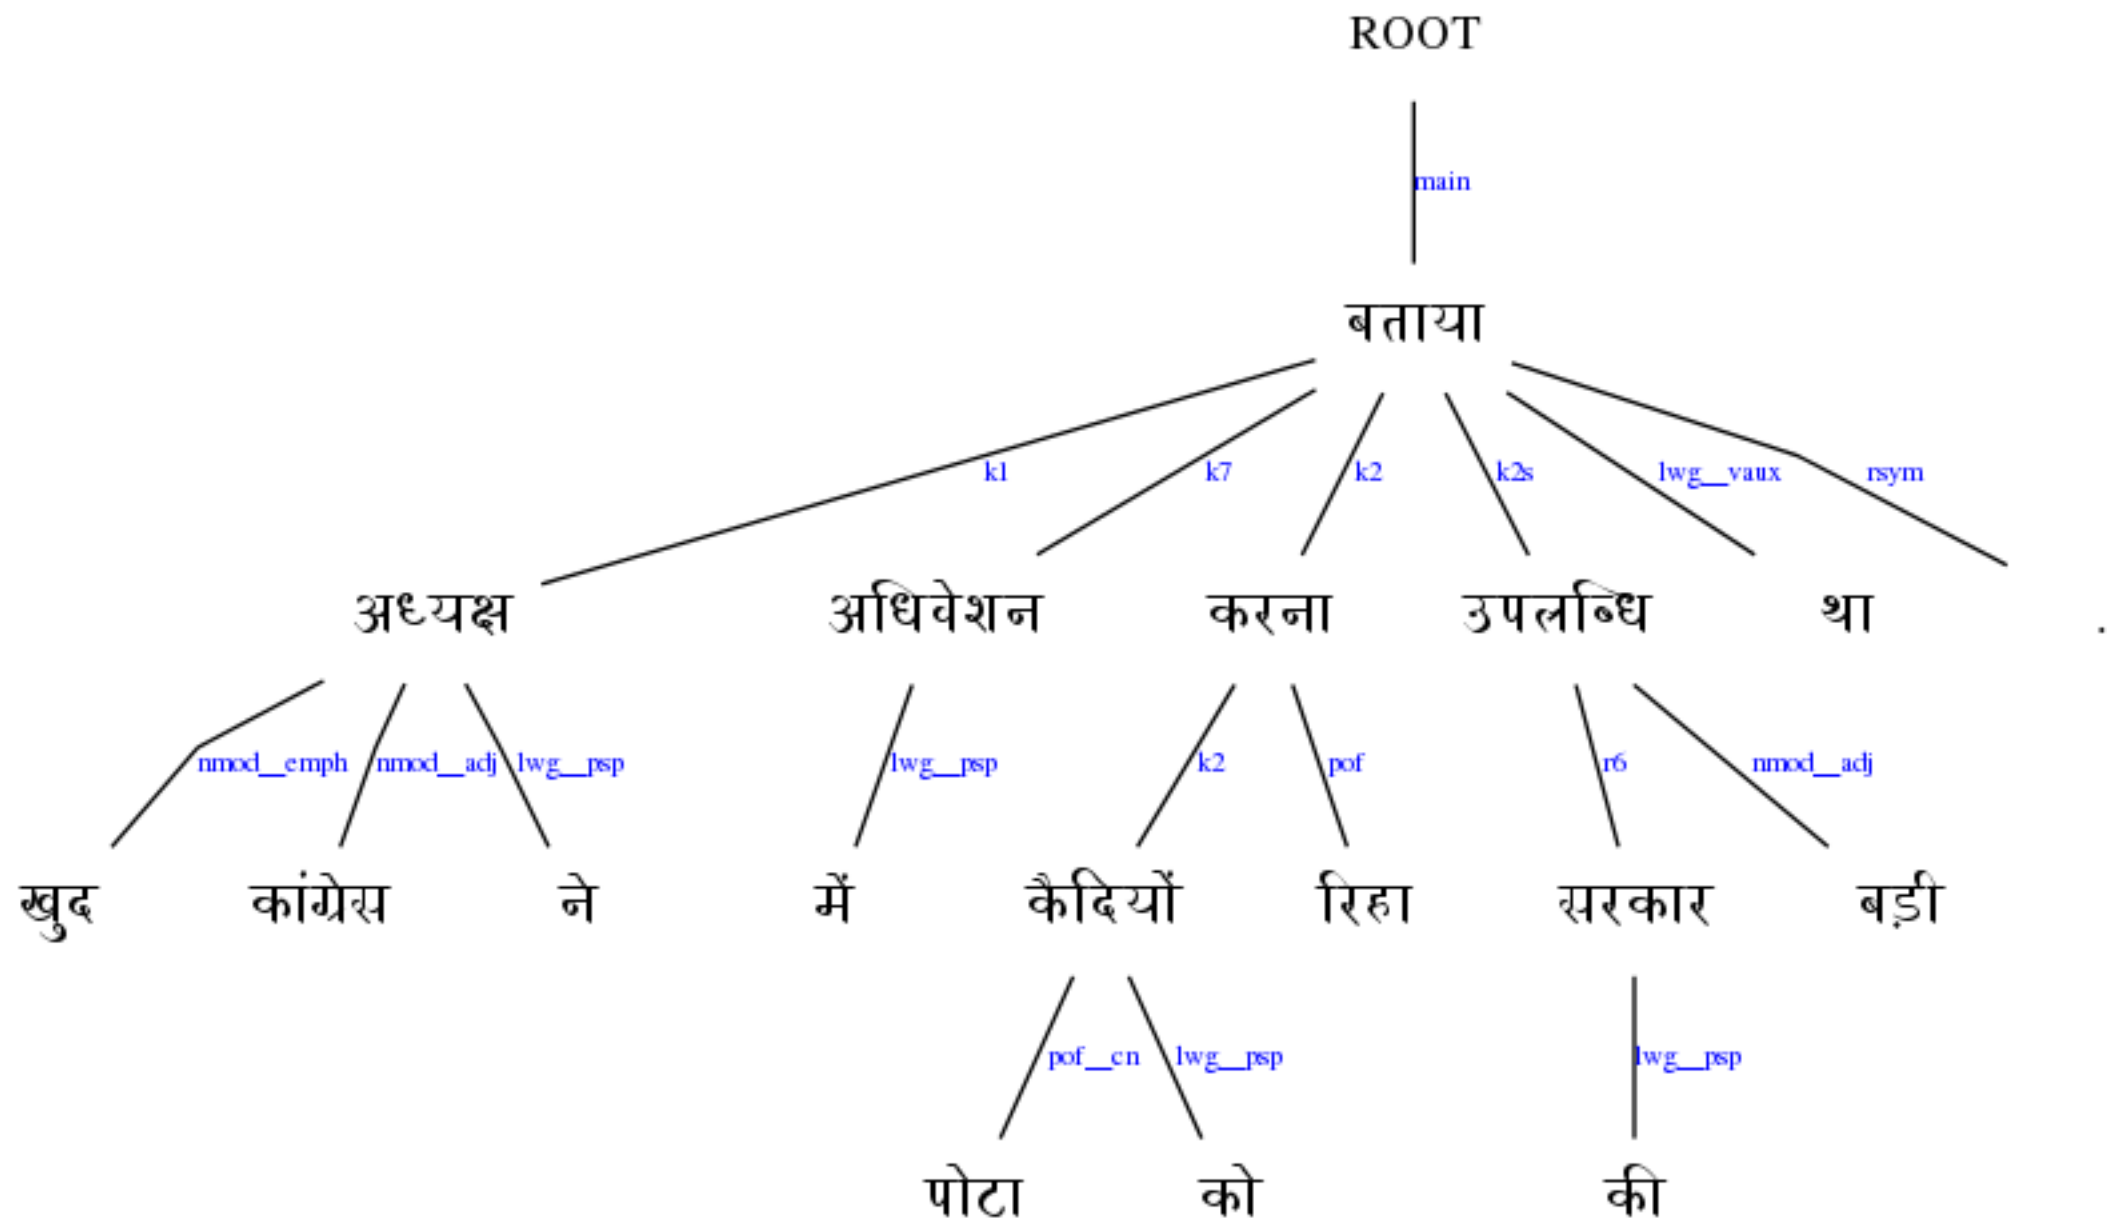 ROOT
main
बताया
k1 k7 k2 k2s lwg__vaux rsym
अध्यक्ष अधिवेशन करना उपलब्धि था .
nmod__emph nmod__adj lwg__psp lwg__psp k2 pof r6 nmod__adj
खुद कांग्रेस ने में कैदियों रिहा सरकार बड़ी
pof__cn lwg__psp lwg__psp
पोटा को की